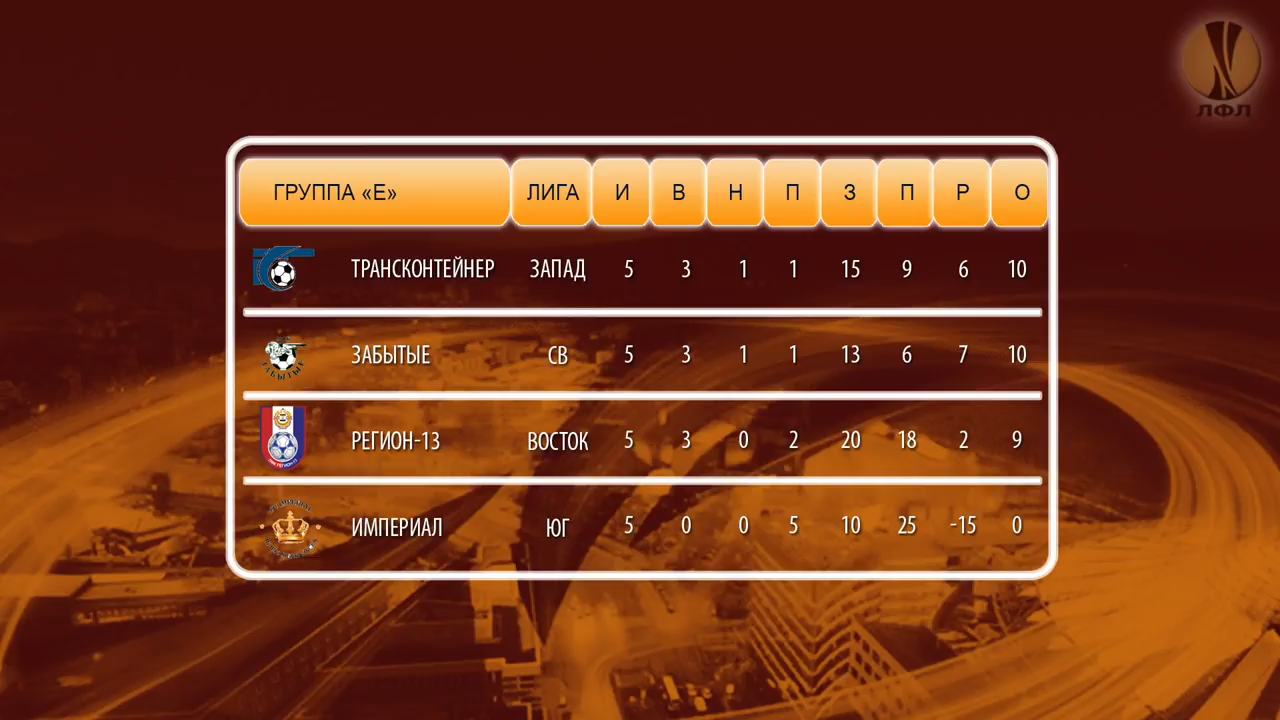 ЛФЛ
ГРУППА «Е» ЛИГА И В Н П З П Р О
ТРАНСКОНТЕЙНЕР ЗАПАД 5 3 1 1 15 9 6 10
ЗАБЫТЫЕ СВ 5 3 1 1 13 6 7 10
ЗАБЫТЫЕ
РЕГИОН-13 ВОСТОК 5 3 0 2 20 18 2 9
ИМПЕРИАЛ ЮГ 5 0 0 5 10 25 -15 0